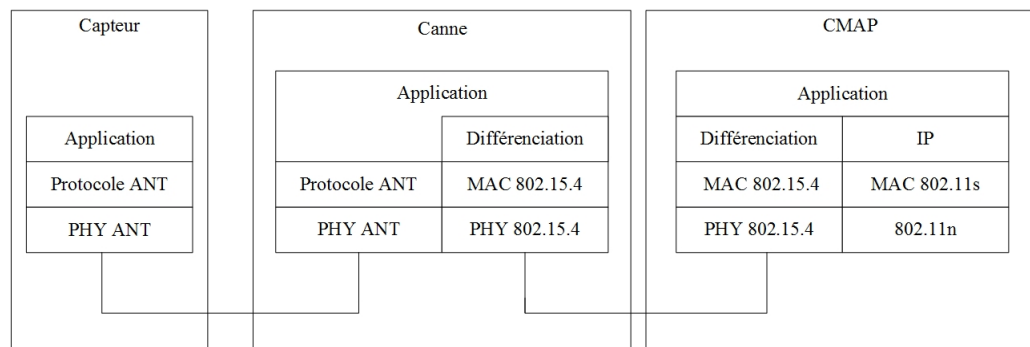 Capteur
Application
Protocole ANT
PHY ANT
Canne
Application
Différenciation
Protocole ANT
MAC 802.15.4
PHY ANT
PHY 802.15.4
CMAP
Application
Différenciation
IP
MAC 802.15.4
MAC 802.11s
PHY 802.15.4
802.11n